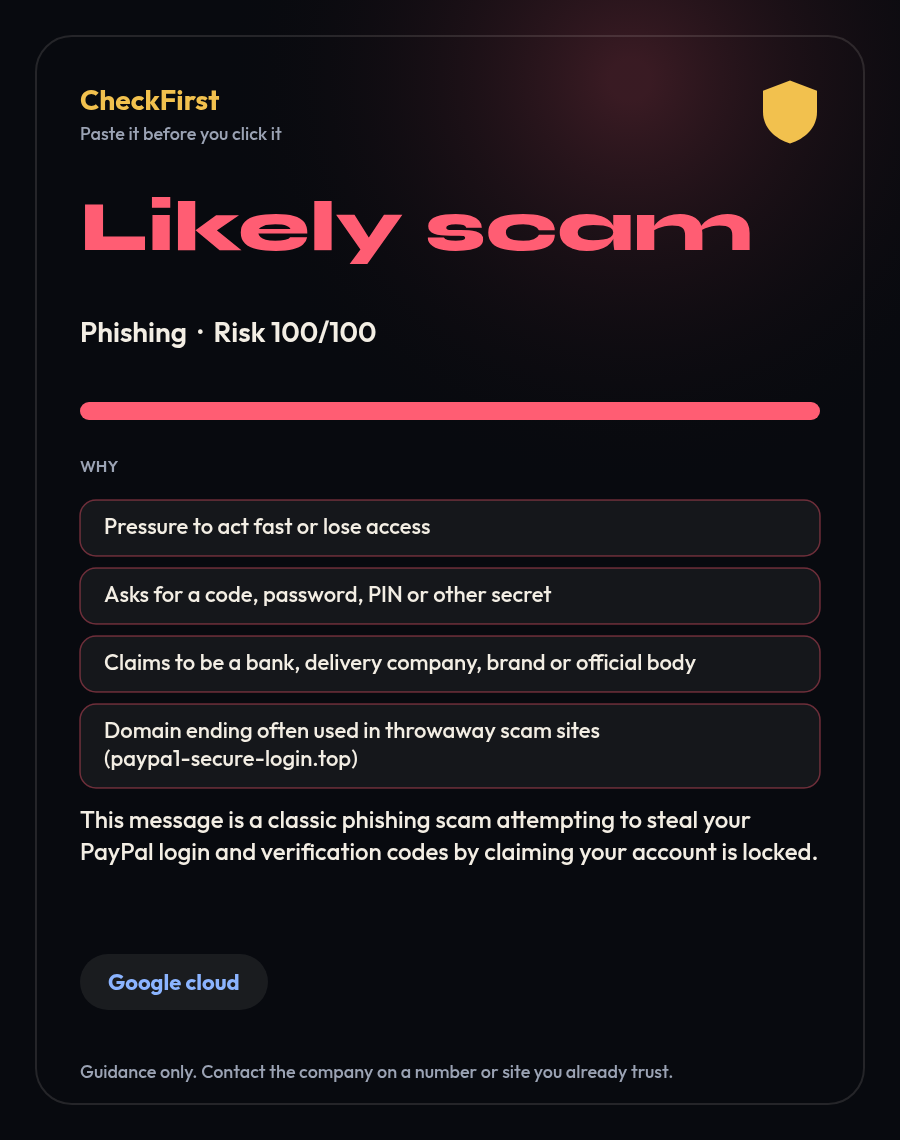 CheckFirst
Paste it before you click it
Likely scam
Phishing · Risk 100/100
WHY
Pressure to act fast or lose access
Asks for a code, password, PIN or other secret
Claims to be a bank, delivery company, brand or official body
Domain ending often used in throwaway scam sites
(paypa1-secure-login.top)
This message is a classic phishing scam attempting to steal your
PayPal login and verification codes by claiming your account is locked.
Google cloud
Guidance only. Contact the company on a number or site you already trust.